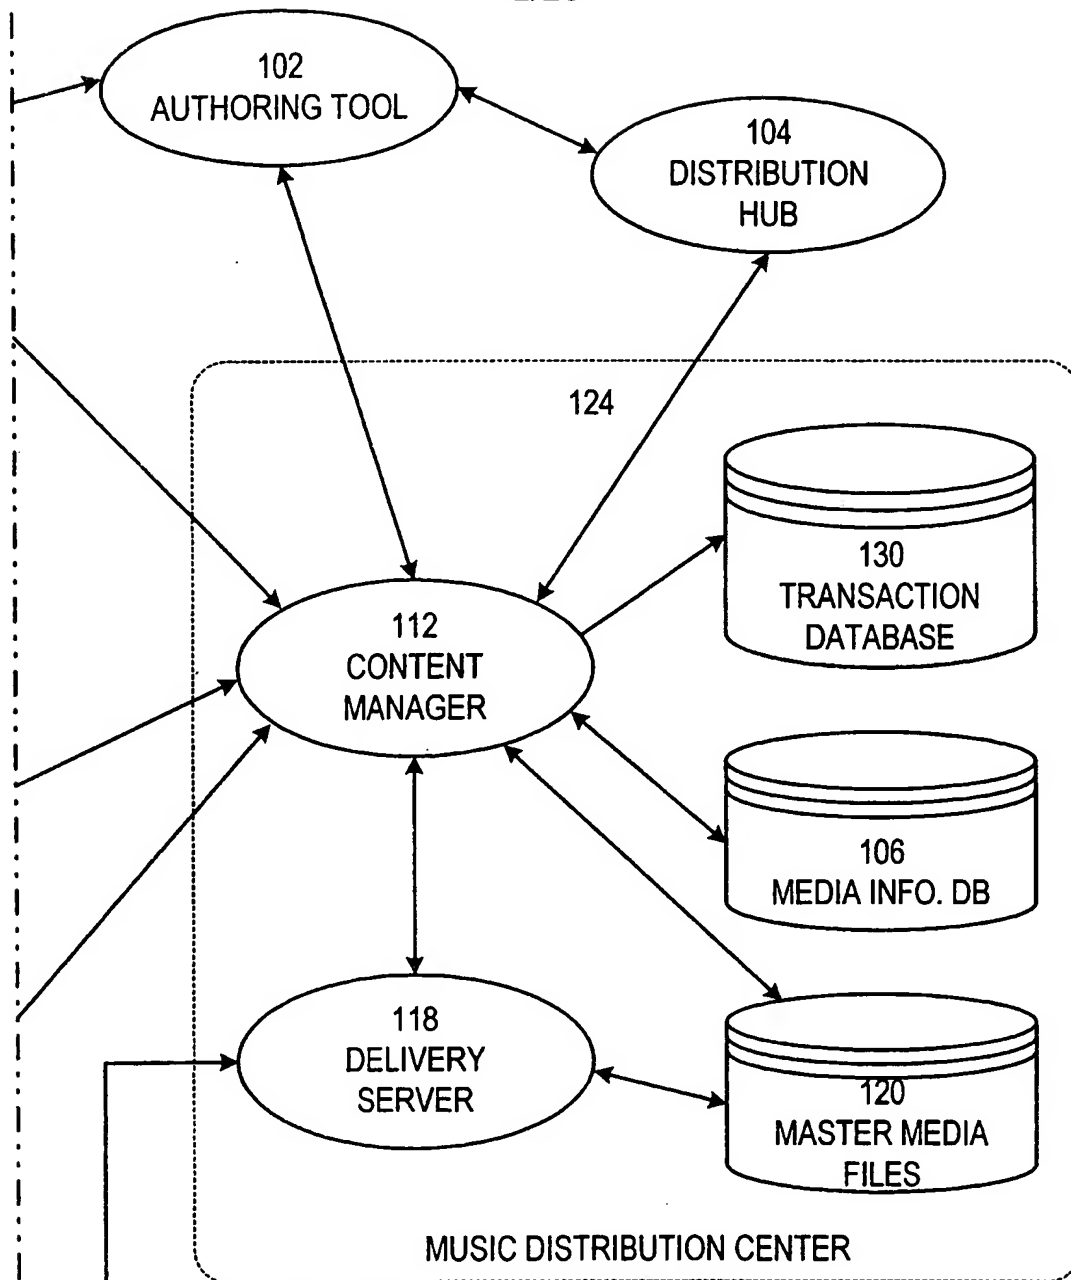 102
AUTHORING TOOL
104
DISTRIBUTION
HUB
124
130
TRANSACTION
DATABASE
112
CONTENT
MANAGER
106
MEDIA INFO. DB
118
DELIVERY
SERVER
120
MASTER MEDIA
FILES
MUSIC DISTRIBUTION CENTER